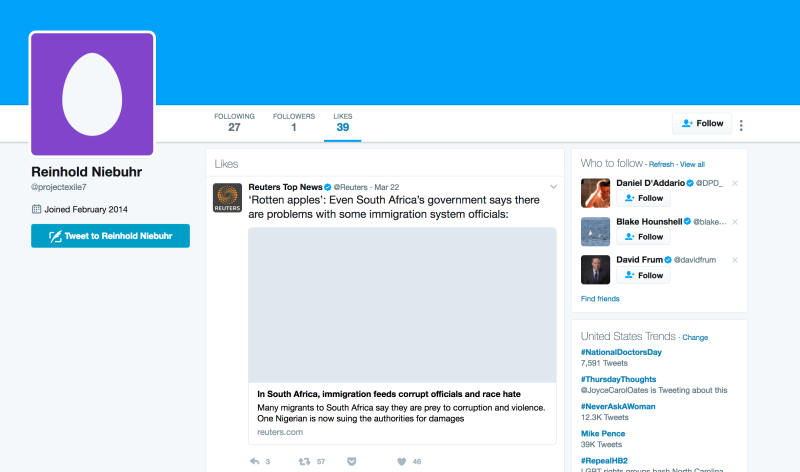 FOLLOWING
27
FOLLOWERS
1
LIKES
39
Follow
Reinhold Niebuhr
@projectexile7
Joined February 2014
Tweet to Reinhold Niebuhr
Likes
REUTERS
Reuters Top News @Reuters · Mar 22
'Rotten apples': Even South Africa's government says there
are problems with some immigration system officials:
In South Africa, immigration feeds corrupt officials and race hate
Many migrants to South Africa say they are prey to corruption and violence.
One Nigerian is now suing the authorities for damages
reuters.com
3 57 46
Who to follow · Refresh · View all
Daniel D'Addario @DPD_
Follow
Blake Hounshell @blake...
Follow
David Frum @davidfrum
Follow
Find friends
United States Trends · Change
#NationalDoctorsDay
7,591 Tweets
#ThursdayThoughts
@JoyceCarolOates is Tweeting about this
#NeverAskAWoman
12.3K Tweets
Mike Pence
39K Tweets
#RepealHB2
LGBT rights groups bash North Carolina